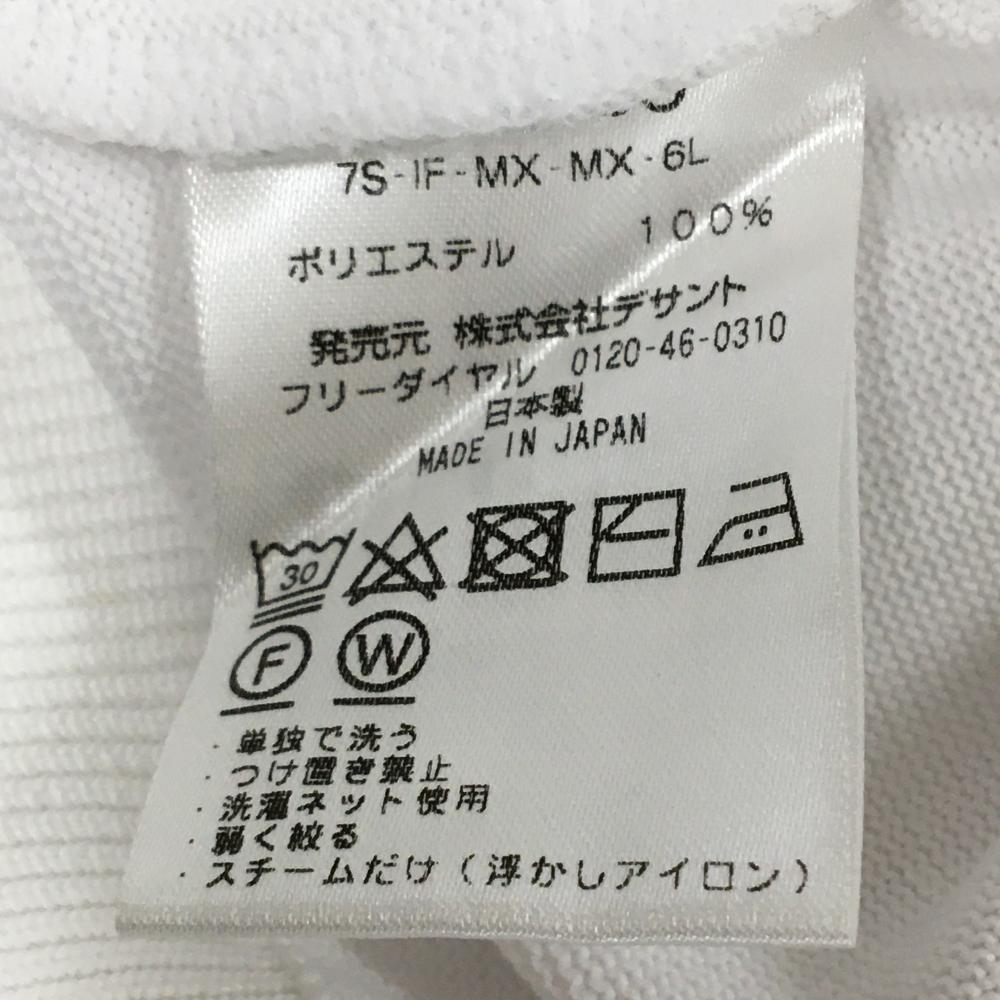 7S-IF-MX-MX-6L
ポリエステル 100%
発売元 株式会社デサント
フリーダイヤル 0120-46-0310
日本製
MADE IN JAPAN
30
F W
・単独で洗う
・つけ置き禁止
・洗濯ネット使用
・弱く絞る
・スチームだけ（浮かしアイロン）